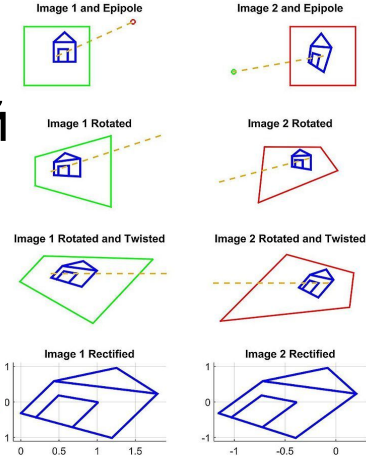 Image 1 and Epipole
Image 2 and Epipole
Image 1 Rotated
Image 2 Rotated
Image 1 Rotated and Twisted
Image 2 Rotated and Twisted
Image 1 Rectified
Image 2 Rectified
1
0
1
0 0.5 1 1.5
1
0
-1
-1 -0.5 0